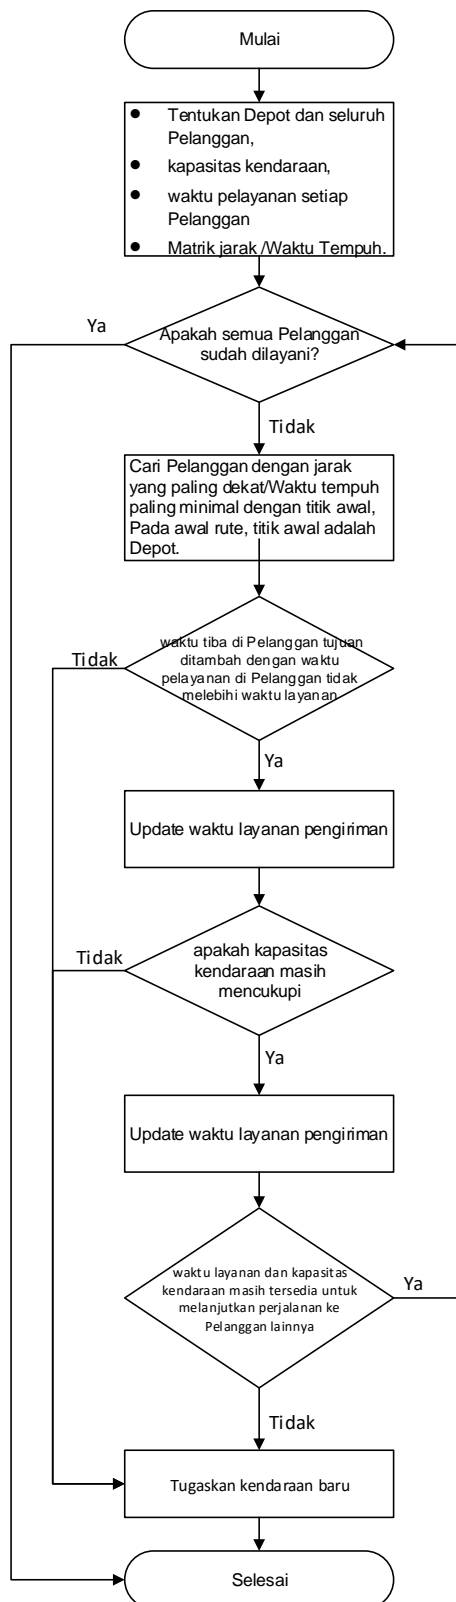 Mulai
● Tentukan Depot dan seluruh
Pelanggan,
● kapasitas kendaraan,
● waktu pelayanan setiap
Pelanggan
● Matrik jarak /Waktu Tempuh.
Ya
Apakah semua Pelanggan
sudah dilayani?
Tidak
Cari Pelanggan dengan jarak
yang paling dekat/Waktu tempuh
paling minimal dengan titik awal,
Pada awal rute, titik awal adalah
Depot.
Tidak
waktu tiba di Pelanggan tujuan
ditambah dengan waktu
pelayanan di Pelanggan tidak
melebihi waktu layanan
Ya
Update waktu layanan pengiriman
Tidak
apakah kapasitas
kendaraan masih
mencukupi
Ya
Update waktu layanan pengiriman
waktu layanan dan kapasitas
kendaraan masih tersedia untuk
melanjutkan perjalanan ke
Pelanggan lainnya
Ya
Tidak
Tugaskan kendaraan baru
Selesai